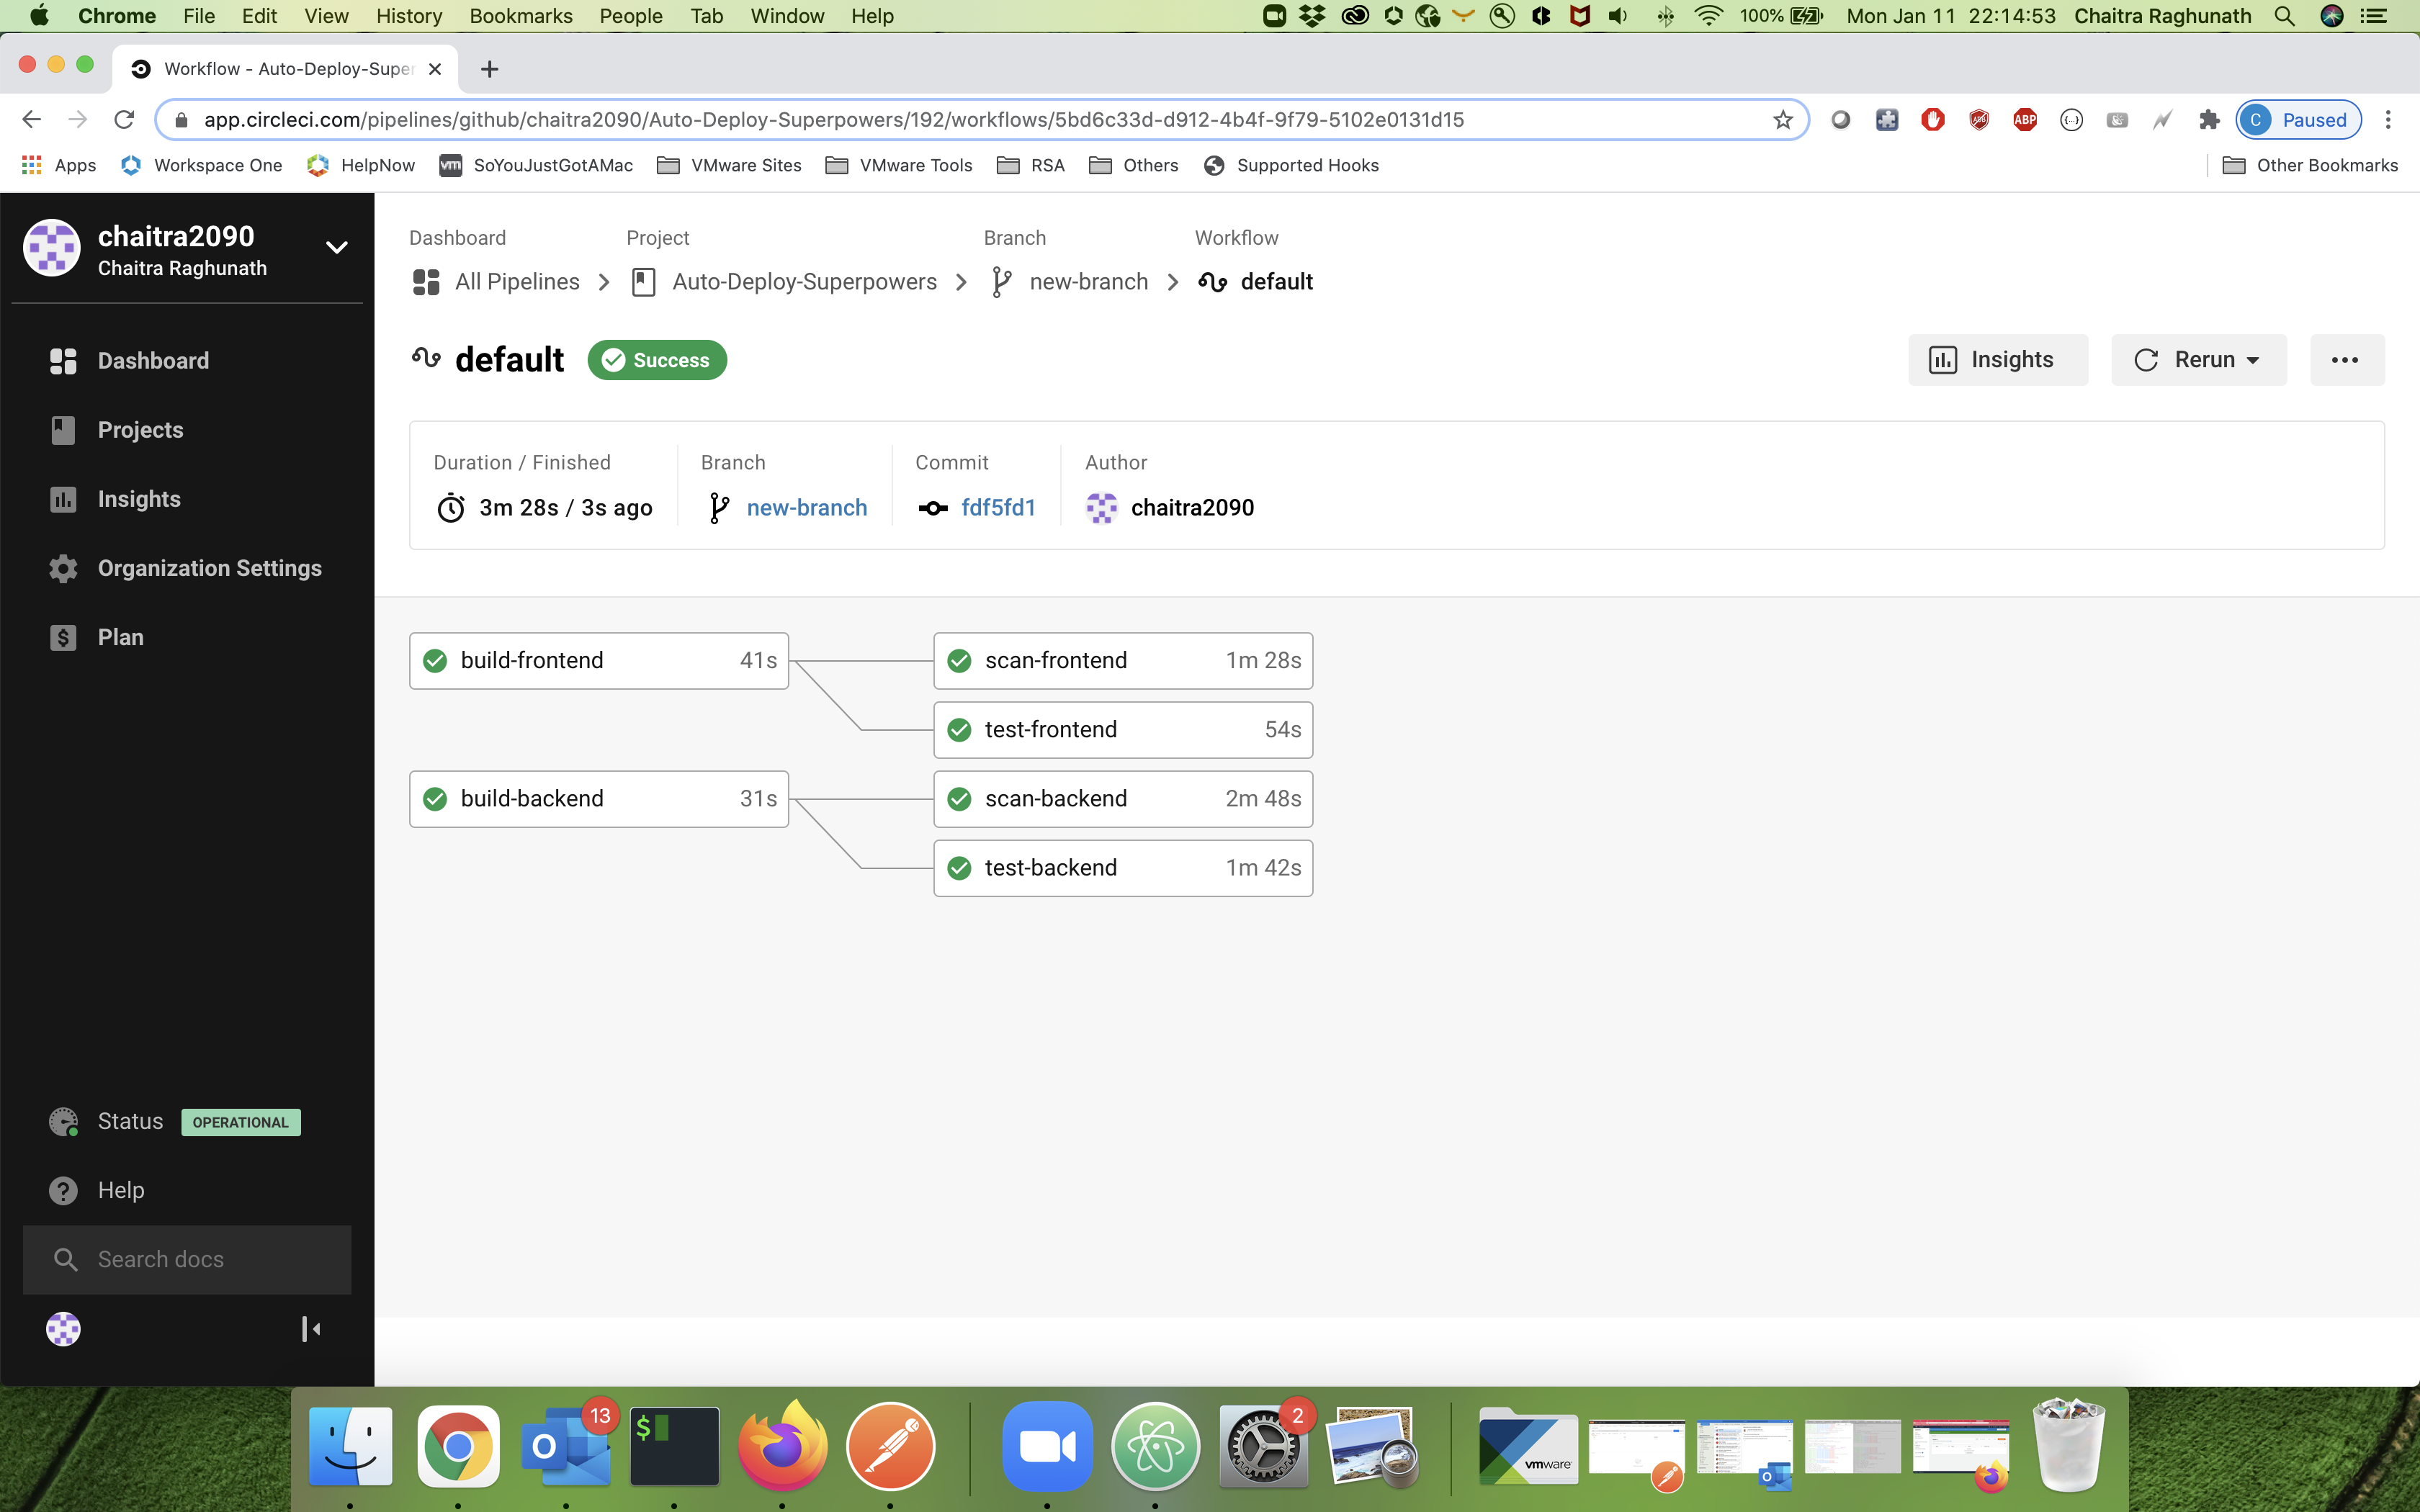 Chrome File Edit View History Bookmarks People Tab Window Help 100% Mon Jan 11 22:14:53 Chaitra Raghunath
Workflow - Auto-Deploy-Super
app.circleci.com/pipelines/github/chaitra2090/Auto-Deploy-Superpowers/192/workflows/5bd6c33d-d912-4b4f-9f79-5102e0131d15 ABP C Paused
Apps Workspace One HelpNow vm SoYouJustGotAMac VMware Sites VMware Tools RSA Others Supported Hooks Other Bookmarks
chaitra2090
Chaitra Raghunath
Dashboard
Projects
Insights
Organization Settings
Plan
Status OPERATIONAL
Help
Search docs
Dashboard Project Branch Workflow
All Pipelines Auto-Deploy-Superpowers new-branch default
default Success Insights Rerun
Duration / Finished Branch Commit Author
3m 28s / 3s ago new-branch fdf5fd1 chaitra2090
build-frontend 41s scan-frontend 1m 28s
test-frontend 54s
build-backend 31s scan-backend 2m 48s
test-backend 1m 42s
13 2
O $ vmware